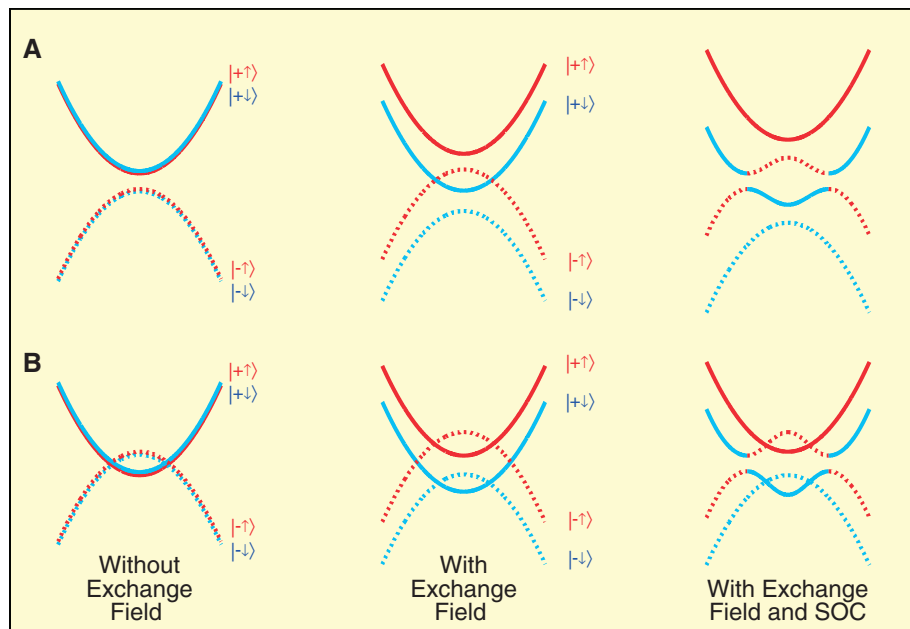 A
|+↑⟩
|+↓⟩
|-↑⟩
|-↓⟩
|+↑⟩
|+↓⟩
|-↑⟩
|-↓⟩
B
|+↑⟩
|+↓⟩
|-↑⟩
|-↓⟩
|+↑⟩
|+↓⟩
|-↑⟩
|-↓⟩
Without
Exchange
Field
With
Exchange
Field
With Exchange
Field and SOC